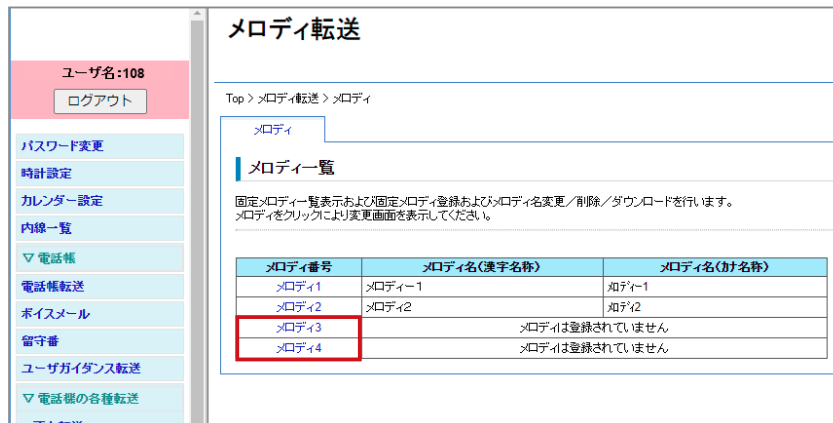 メロディ転送
ユーザ名:108
ログアウト
パスワード変更
時計設定
カレンダー設定
内線一覧
▽ 電話帳
電話帳転送
ボイスメール
留守番
ユーザガイダンス転送
▽ 電話機の各種転送
Top > メロディ転送 > メロディ
メロディ
メロディ一覧
固定メロディ一覧表示および固定メロディ登録およびメロディ名変更/削除/ダウンロードを行います。
メロディをクリックにより変更画面を表示してください。
メロディ番号 メロディ名(漢字名称) メロディ名(カナ名称)
メロディ1 メロディー1 メロディー1
メロディ2 メロディ2 メロディ2
メロディ3 メロディは登録されていません
メロディ4 メロディは登録されていません